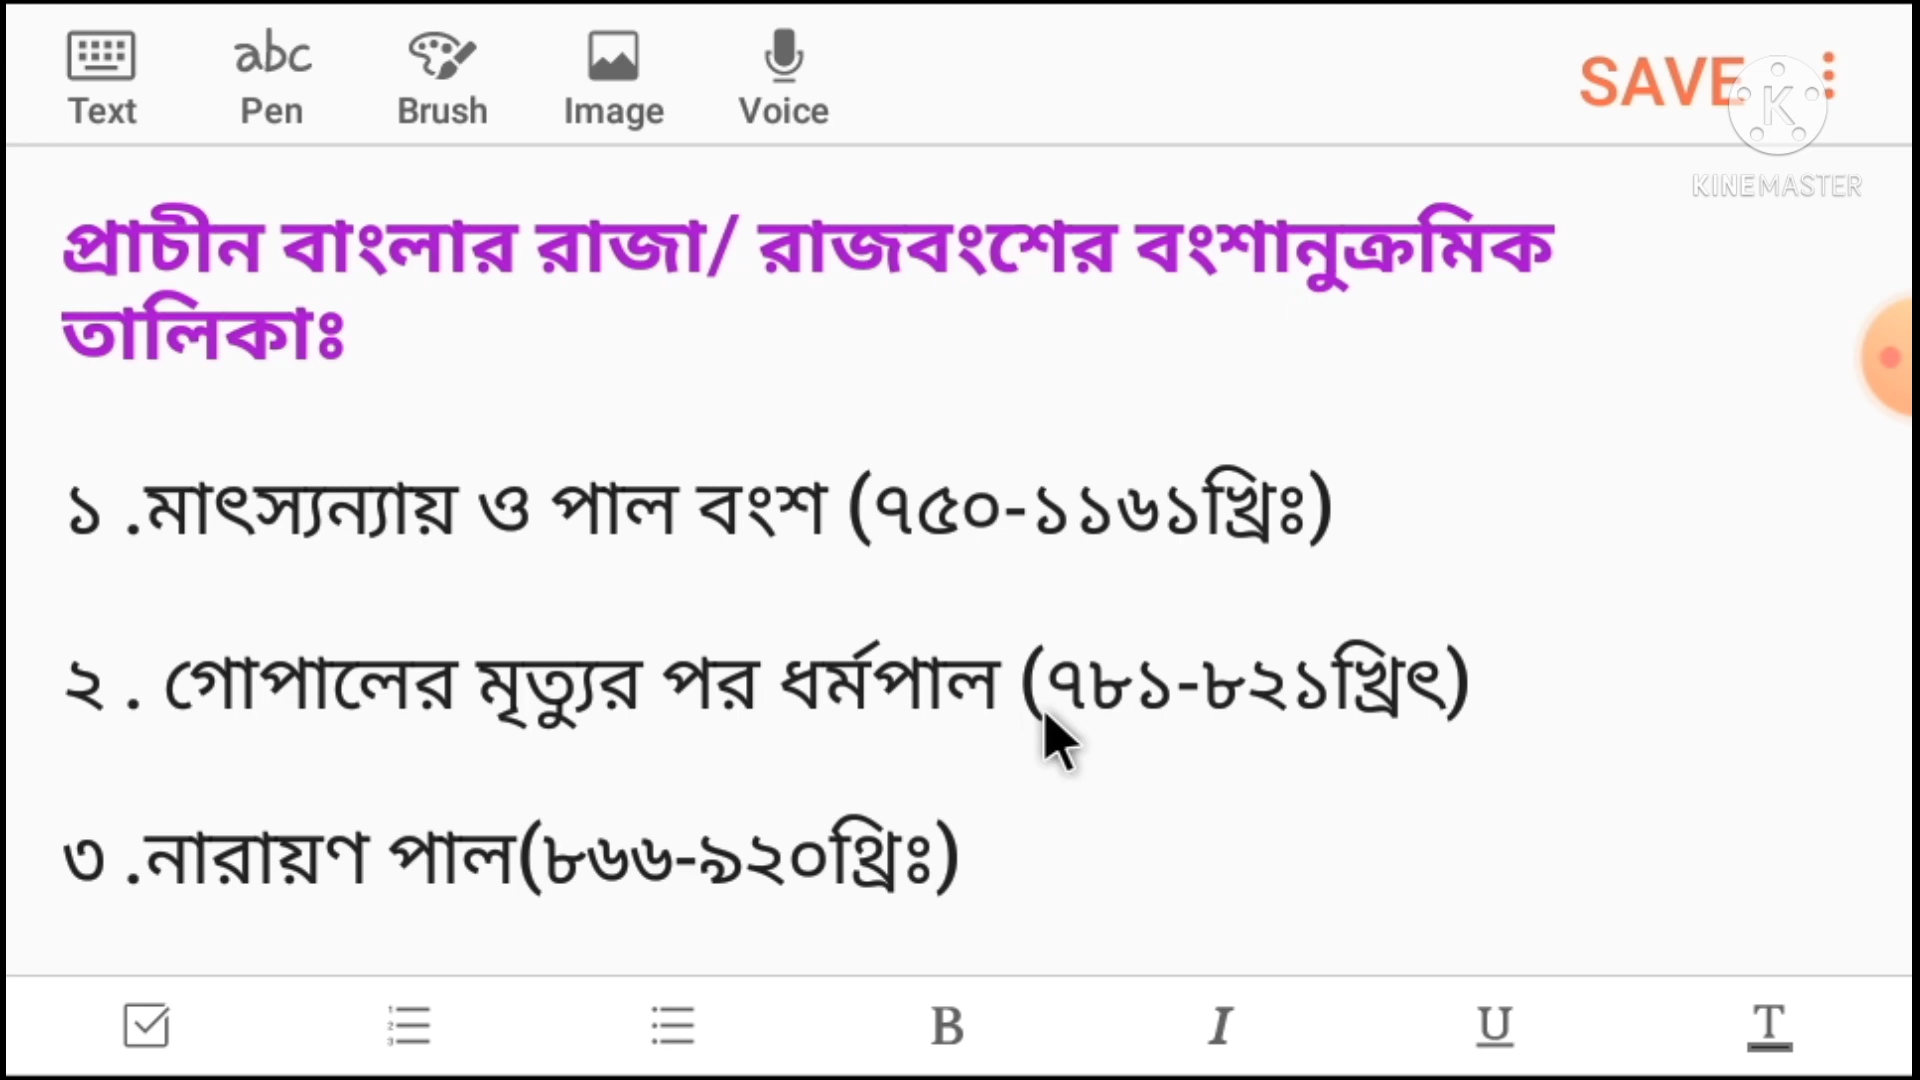 Text
Pen
Brush
Image
Voice
SAVE
K
KINEMASTER
প্রাচীন বাংলার রাজা/ রাজবংশের বংশানুক্রমিক
তালিকাঃ
১ .মাৎস্যন্যায় ও পাল বংশ (৭৫০-১১৬১খ্রিঃ)
২ . গোপালের মৃত্যুর পর ধর্মপাল (৭৮১-৮২১খ্রিৎ)
৩ .নারায়ণ পাল(৮৬৬-৯২০থ্রিঃ)
B I U T